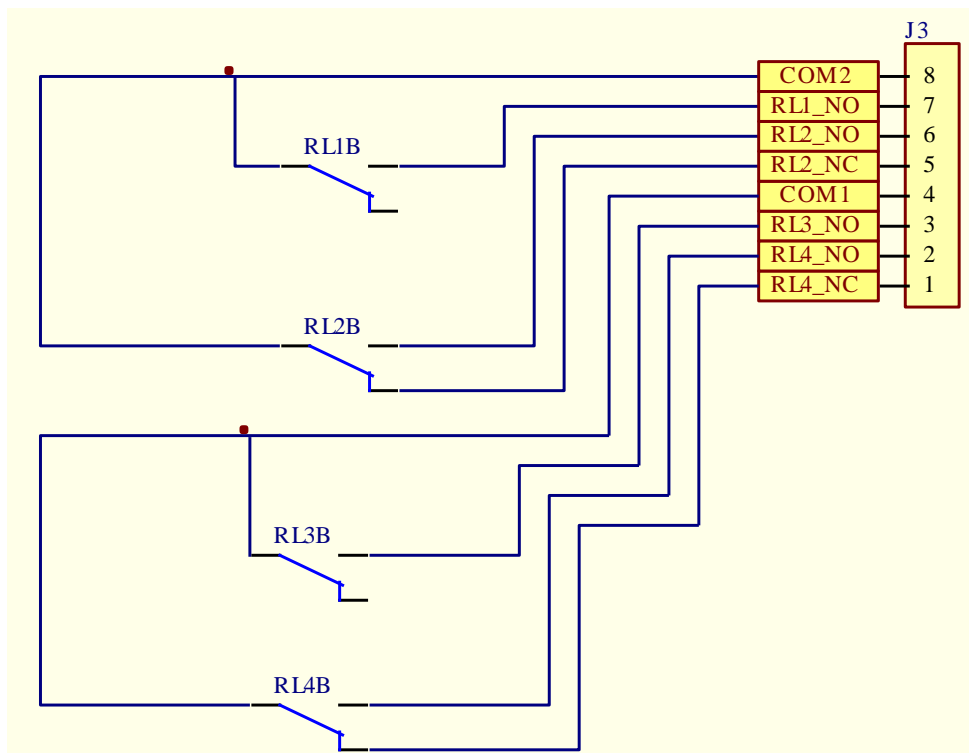 J3
COM2 8
RL1_NO 7
RL1B
RL2_NO 6
RL2_NC 5
COM1 4
RL3_NO 3
RL4_NO 2
RL4_NC 1
RL2B
RL3B
RL4B